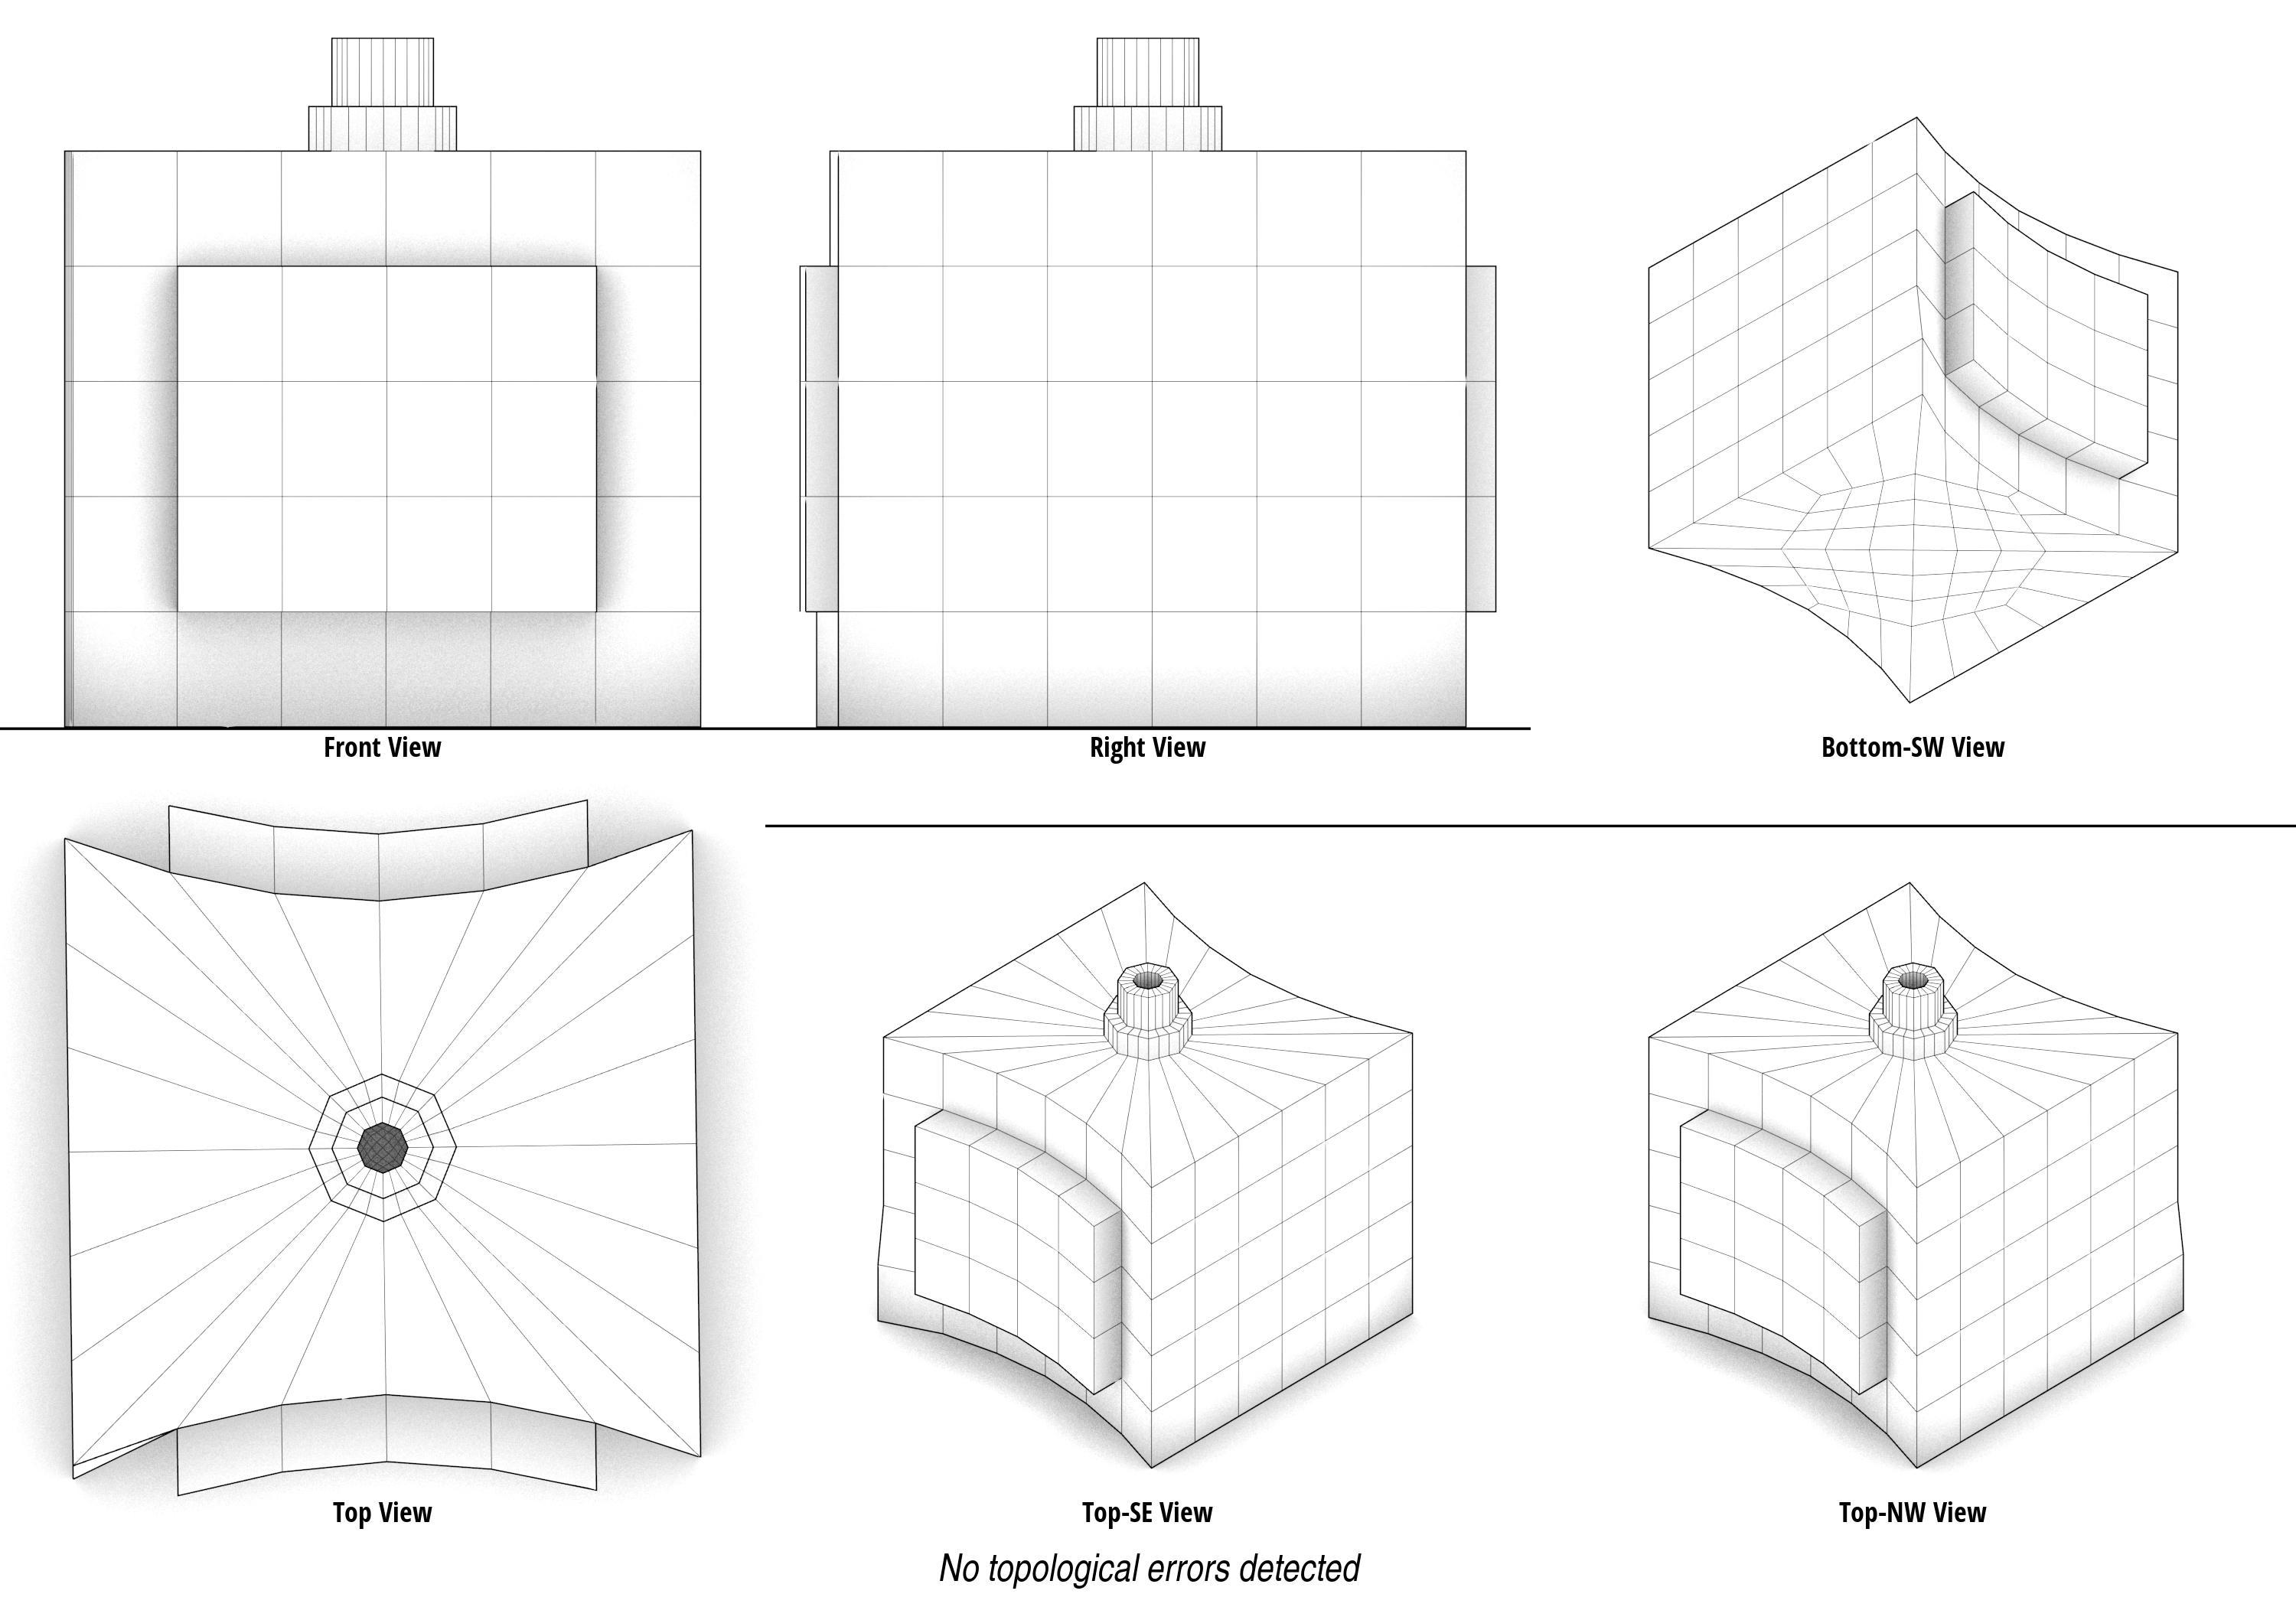 Front View
Right View
Bottom-SW View
Top View
Top-SE View
Top-NW View
No topological errors detected